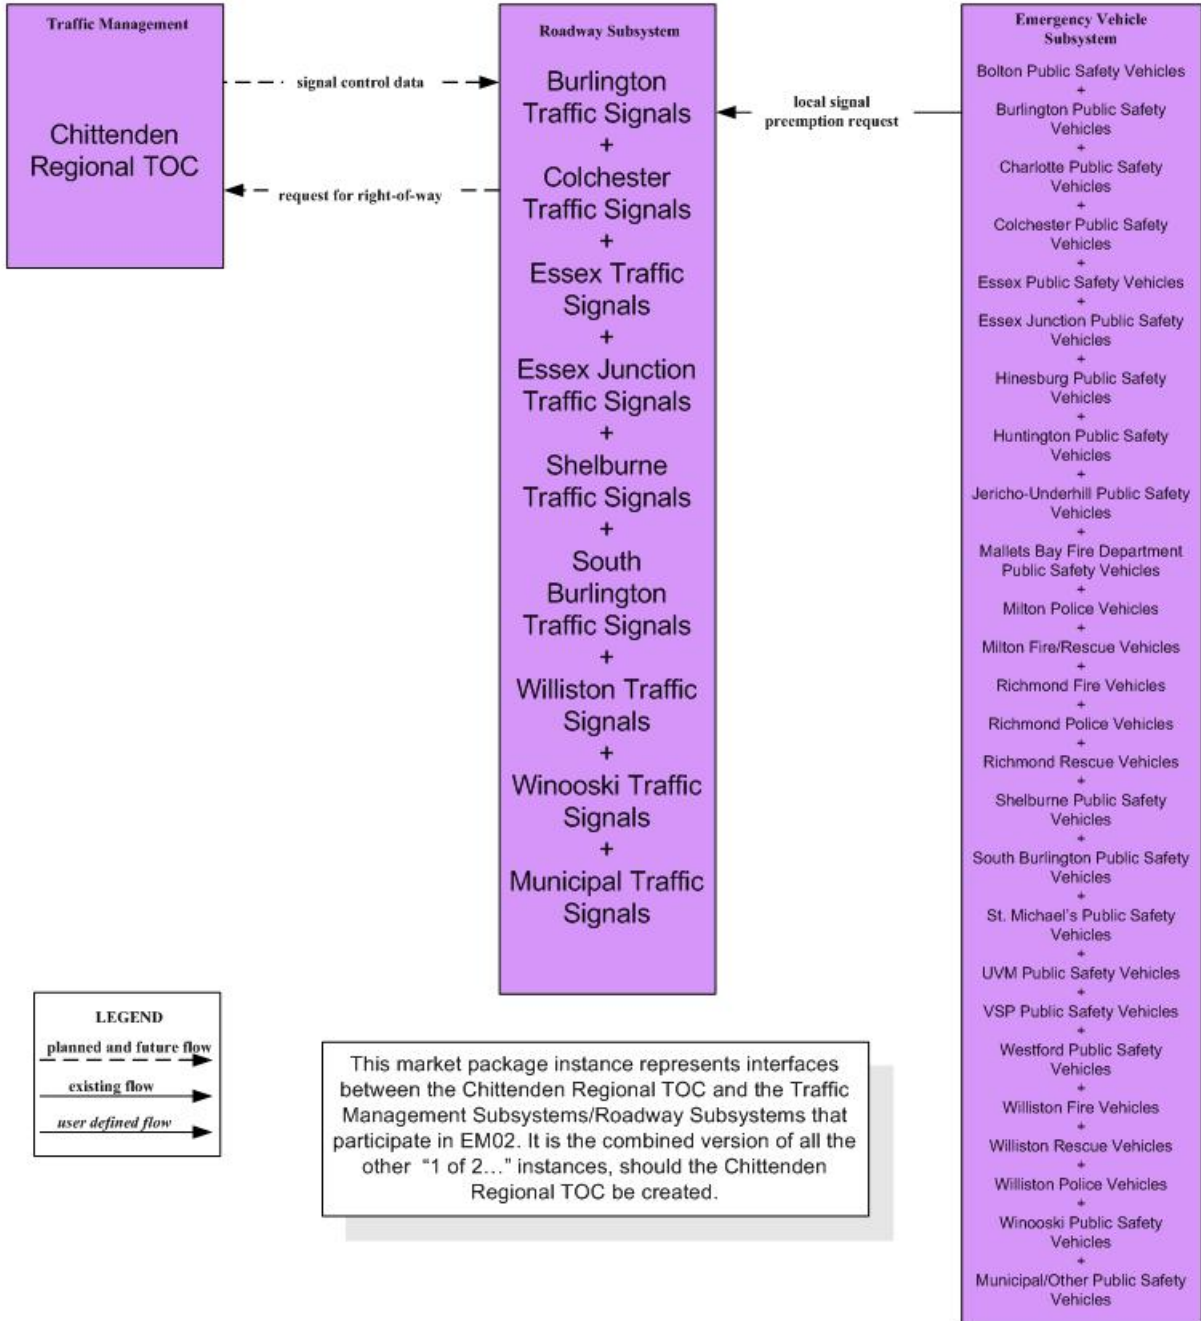 Traffic Management
Chittenden
Regional TOC
signal control data
request for right-of-way
Roadway Subsystem
Burlington
Traffic Signals
+
Colchester
Traffic Signals
+
Essex Traffic
Signals
+
Essex Junction
Traffic Signals
+
Shelburne
Traffic Signals
+
South
Burlington
Traffic Signals
+
Williston Traffic
Signals
+
Winooski Traffic
Signals
+
Municipal Traffic
Signals
local signal
preemption request
Emergency Vehicle
Subsystem
Bolton Public Safety Vehicles
+
Burlington Public Safety
Vehicles
+
Charlotte Public Safety
Vehicles
+
Colchester Public Safety
Vehicles
+
Essex Public Safety Vehicles
+
Essex Junction Public Safety
Vehicles
+
Hinesburg Public Safety
Vehicles
+
Huntington Public Safety
Vehicles
+
Jericho-Underhill Public Safety
Vehicles
+
Mallets Bay Fire Department
Public Safety Vehicles
+
Milton Police Vehicles
+
Milton Fire/Rescue Vehicles
+
Richmond Fire Vehicles
+
Richmond Police Vehicles
+
Richmond Rescue Vehicles
+
Shelburne Public Safety
Vehicles
+
South Burlington Public Safety
Vehicles
+
St. Michael's Public Safety
Vehicles
+
UVM Public Safety Vehicles
+
VSP Public Safety Vehicles
+
Westford Public Safety
Vehicles
+
Williston Fire Vehicles
+
Williston Rescue Vehicles
+
Williston Police Vehicles
+
Winooski Public Safety
Vehicles
+
Municipal/Other Public Safety
Vehicles
LEGEND
planned and future flow
existing flow
user defined flow
This market package instance represents interfaces
between the Chittenden Regional TOC and the Traffic
Management Subsystems/Roadway Subsystems that
participate in EM02. It is the combined version of all the
other “1 of 2…” instances, should the Chittenden
Regional TOC be created.